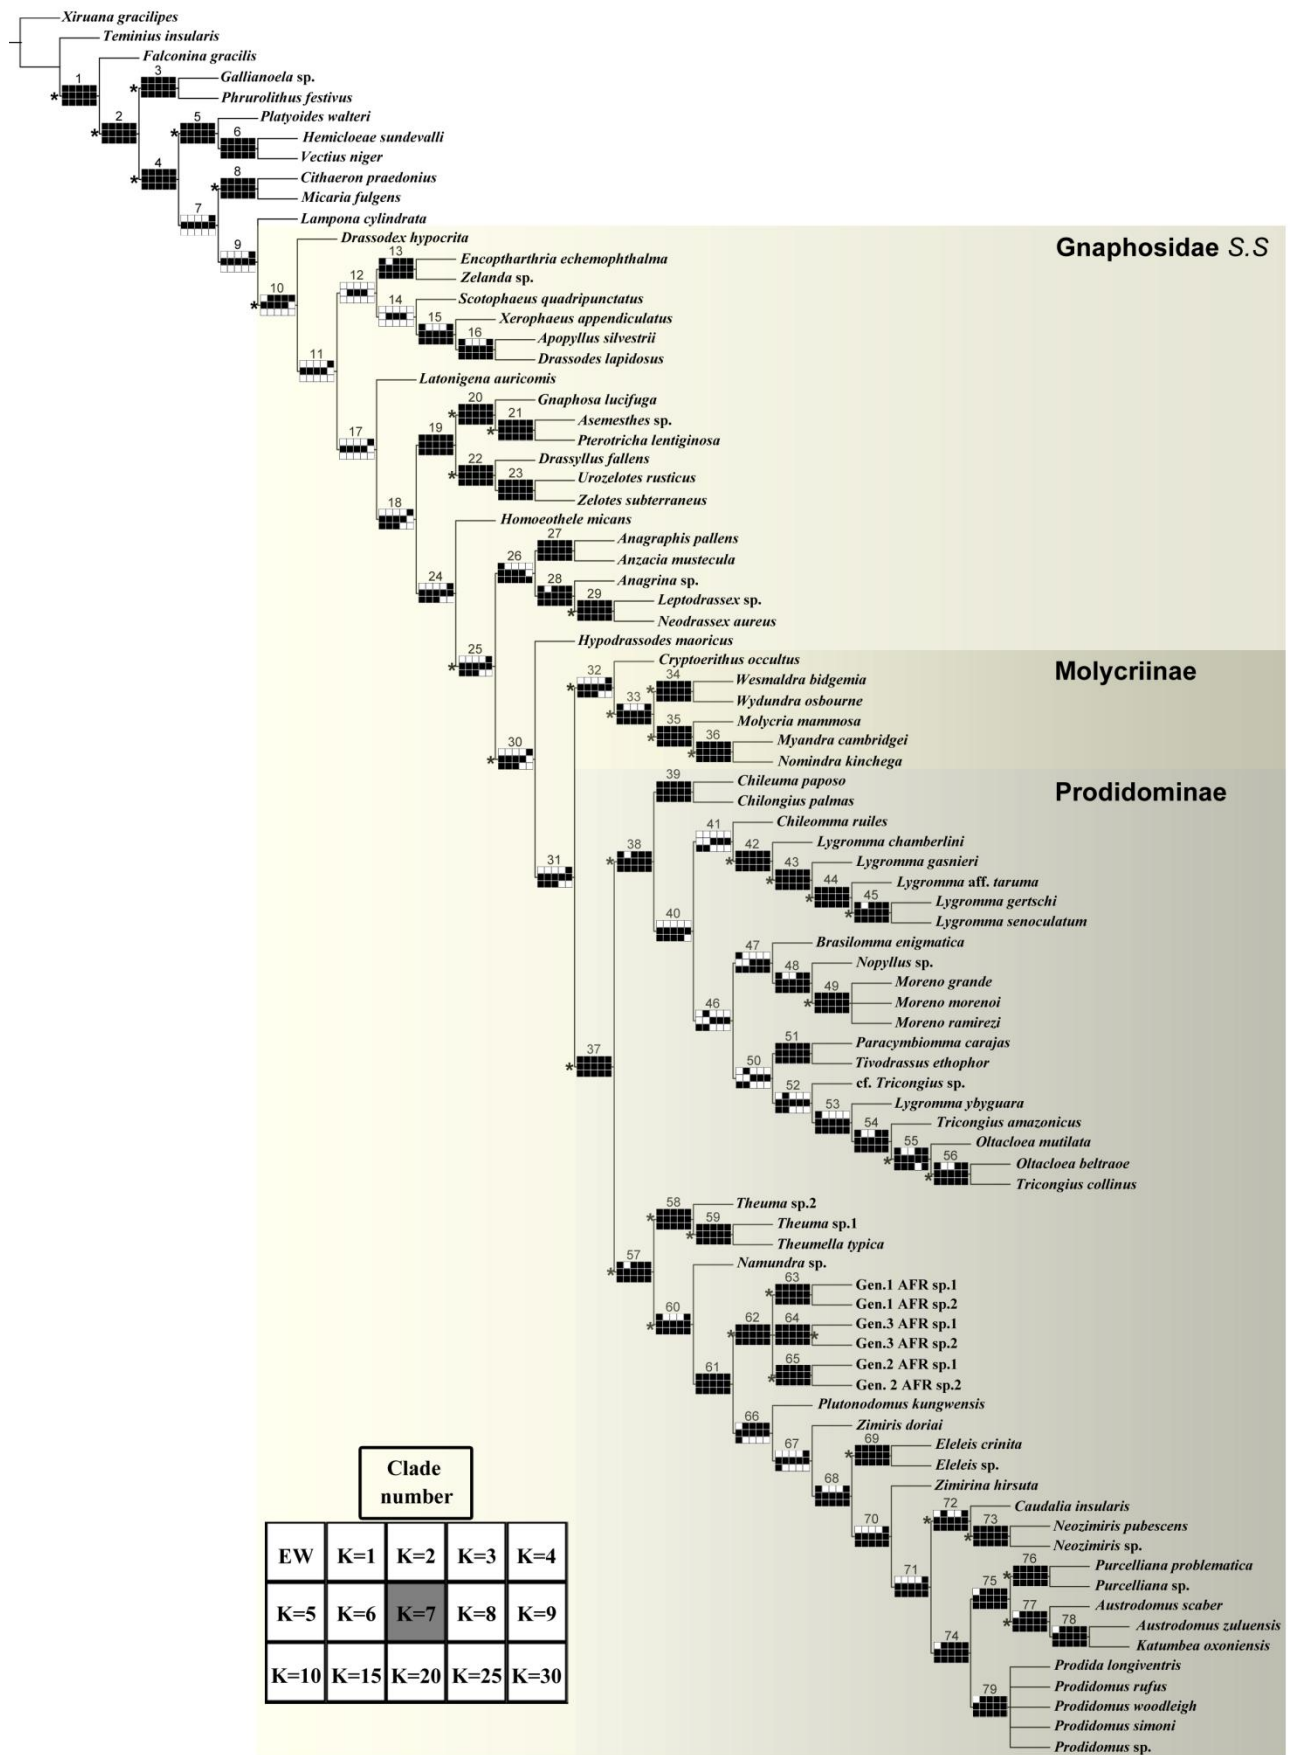 Xiruana gracilipes
Teminius insularis
Falconina gracilis
1
3
Gallianoela sp.
Phrurolithus festivus
2
5
Platyoides walteri
6
Hemicloeae sundevalli
Vectius niger
4
8
Cithaeron praedonius
Micaria fulgens
7
Lampona cylindrata
9
Drassodex hypocrita
Gnaphosidae S.S
13
Encoptharthria echemophthalma
12
Zelanda sp.
10
14
Scotophaeus quadripunctatus
15
Xerophaeus appendiculatus
16
Apopyllus silvestrii
11
Drassodes lapidosus
Latonigena auricomis
20
Gnaphosa lucifuga
21
Asemesthes sp.
17
19
Pterotricha lentiginosa
22
Drassyllus fallens
23
Urozelotes rusticus
18
Zelotes subterraneus
Homoeothele micans
27
Anagraphis pallens
26
Anzacia mustecula
24
28
Anagrina sp.
29
Leptodrassex sp.
Neodrassex aureus
25
Hypodrassodes maoricus
32
Cryptoerithus occultus
Molycriinae
34
Wesmaldra bidgemia
33
Wydundra osbourne
35
Molycria mammosa
30
36
Myandra cambridgei
Nomindra kinchega
39
Chileuma paposo
Prodidominae
Chilongius palmas
41
Chileomma ruiles
38
42
Lygromma chamberlini
31
43
Lygromma gasnieri
44
Lygromma aff. taruma
45
Lygromma gertschi
40
Lygromma senoculatum
47
Brasilomma enigmatica
48
Nopyllus sp.
49
Moreno grande
46
Moreno morenoi
Moreno ramirezi
37
51
Paracymbiomma carajas
50
Tivodrassus ethophor
52
cf. Tricongius sp.
53
Lygromma ybyguara
54
Tricongius amazonicus
55
Oltacloea mutilata
56
Oltacloea beltraoe
Tricongius collinus
58
Theuma sp.2
59
Theuma sp.1
Theumella typica
57
Namundra sp.
63
Gen.1 AFR sp.1
60
Gen.1 AFR sp.2
62
64
Gen.3 AFR sp.1
Gen.3 AFR sp.2
61
65
Gen.2 AFR sp.1
Gen. 2 AFR sp.2
66
Plutonodomus kungwensis
67
Zimiris doriai
69
Eleleis crinita
68
Eleleis sp.
Zimirina hirsuta
70
72
Caudalia insularis
73
Neozimiris pubescens
Neozimiris sp.
71
76
Purcelliana problematica
75
Purcelliana sp.
77
Austrodomus scaber
78
Austrodomus zuluensis
74
Katumbea oxoniensis
Prodida longiventris
79
Prodidomus rufus
Prodidomus woodleigh
Prodidomus simoni
Prodidomus sp.
Clade
number
EW K=1 K=2 K=3 K=4
K=5 K=6 K=7 K=8 K=9
K=10 K=15 K=20 K=25 K=30